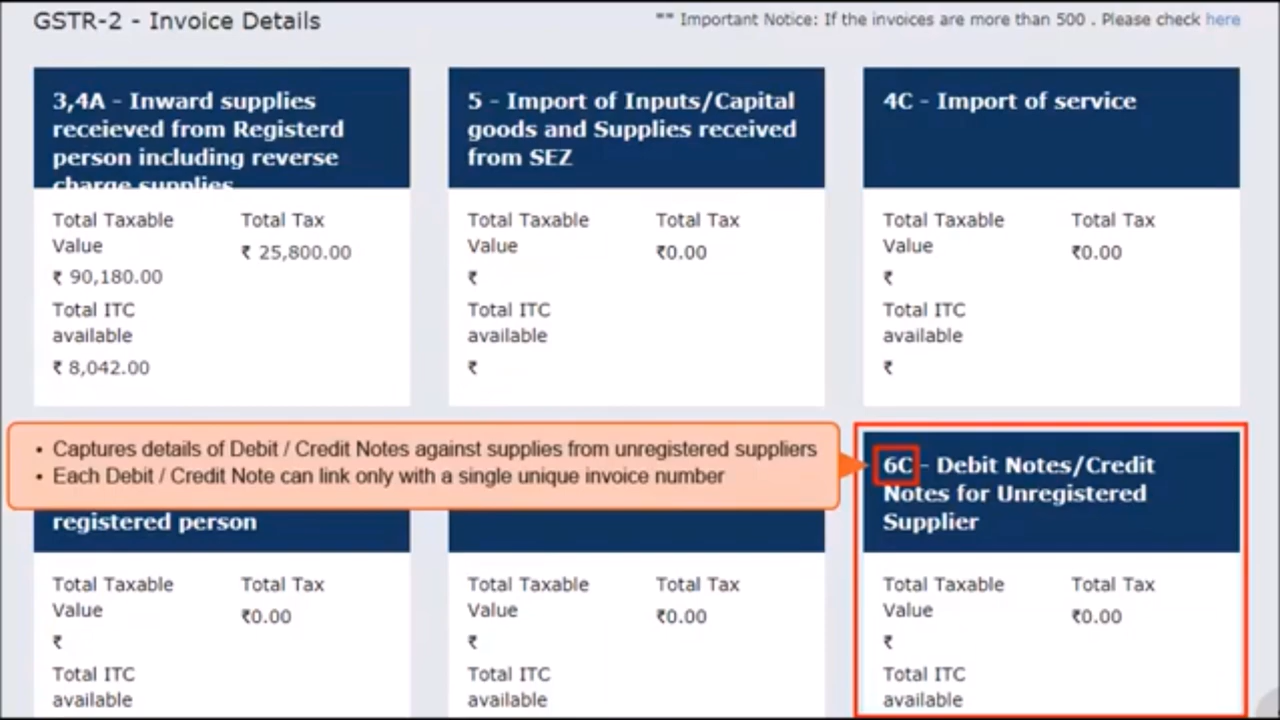 GSTR-2 - Invoice Details
** Important Notice: If the invoices are more than 500 . Please check here
3,4A - Inward supplies
receieved from Registerd
person including reverse
charge supplies
5 - Import of Inputs/Capital
goods and Supplies received
from SEZ
4C - Import of service
Total Taxable
Value
₹ 90,180.00
Total Tax
₹ 25,800.00
Total ITC
available
₹ 8,042.00
Total Taxable
Value
₹
Total Tax
₹0.00
Total ITC
available
₹
Total Taxable
Value
₹
Total Tax
₹0.00
Total ITC
available
₹
• Captures details of Debit / Credit Notes against supplies from unregistered suppliers
• Each Debit / Credit Note can link only with a single unique invoice number
registered person
6C - Debit Notes/Credit
Notes for Unregistered
Supplier
Total Taxable
Value
₹
Total Tax
₹0.00
Total ITC
available
Total Taxable
Value
₹
Total Tax
₹0.00
Total ITC
available
Total Taxable
Value
₹
Total Tax
₹0.00
Total ITC
available